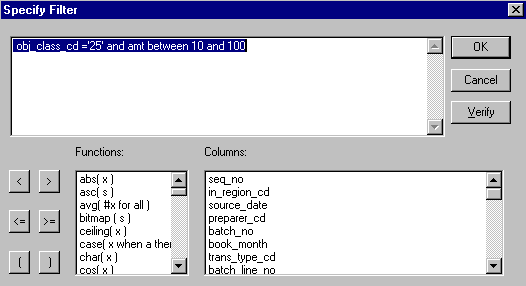 Specify Filter
obj_class_cd ='25' and amt between 10 and 100
OK
Cancel
Verify
Functions:
Columns:
< >
<= >=
( )
abs( x )
asc( s )
avg( #x for all )
bitmap ( s )
ceiling( x )
case( x when a then
char( x )
cos( x )
seq_no
in_region_cd
source_date
preparer_cd
batch_no
book_month
trans_type_cd
batch_line_no